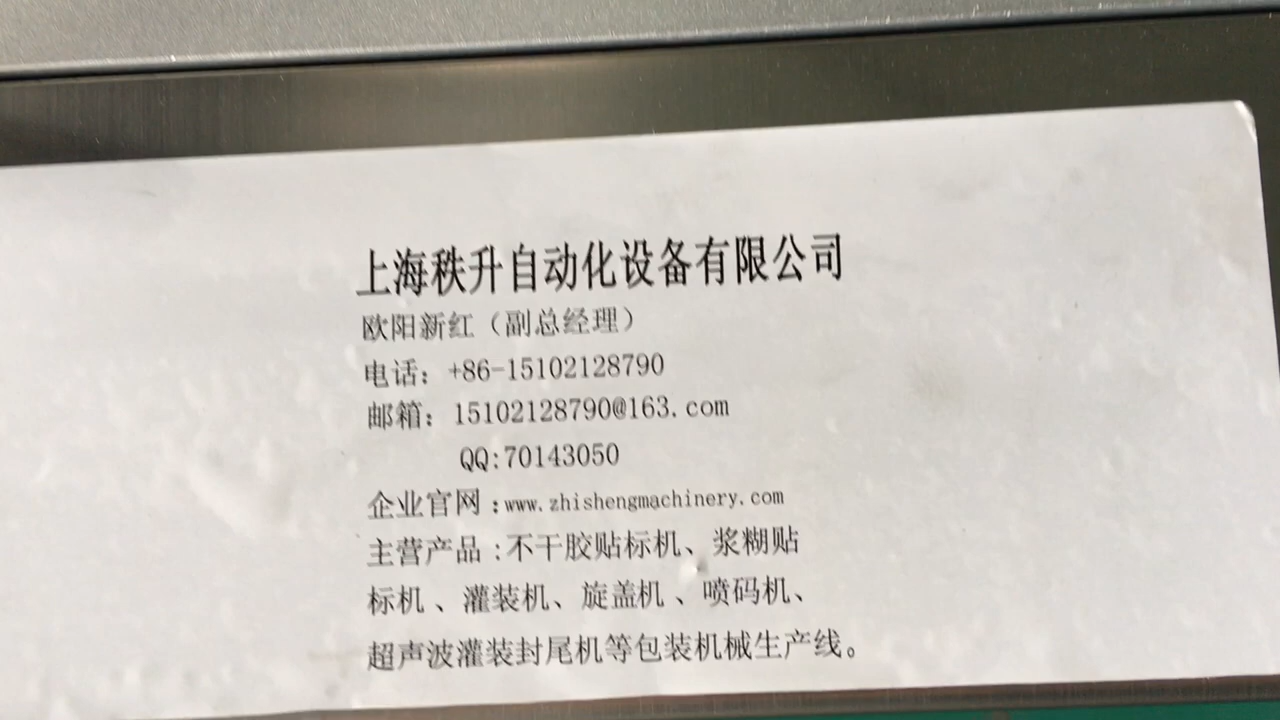 上海秩升自动化设备有限公司
欧阳新红（副总经理）
电话：+86-15102128790
邮箱：15102128790@163.com
QQ:70143050
企业官网:www.zhishengmachinery.com
主营产品:不干胶贴标机、浆糊贴
标机、灌装机、旋盖机、喷码机、
超声波灌装封尾机等包装机械生产线。